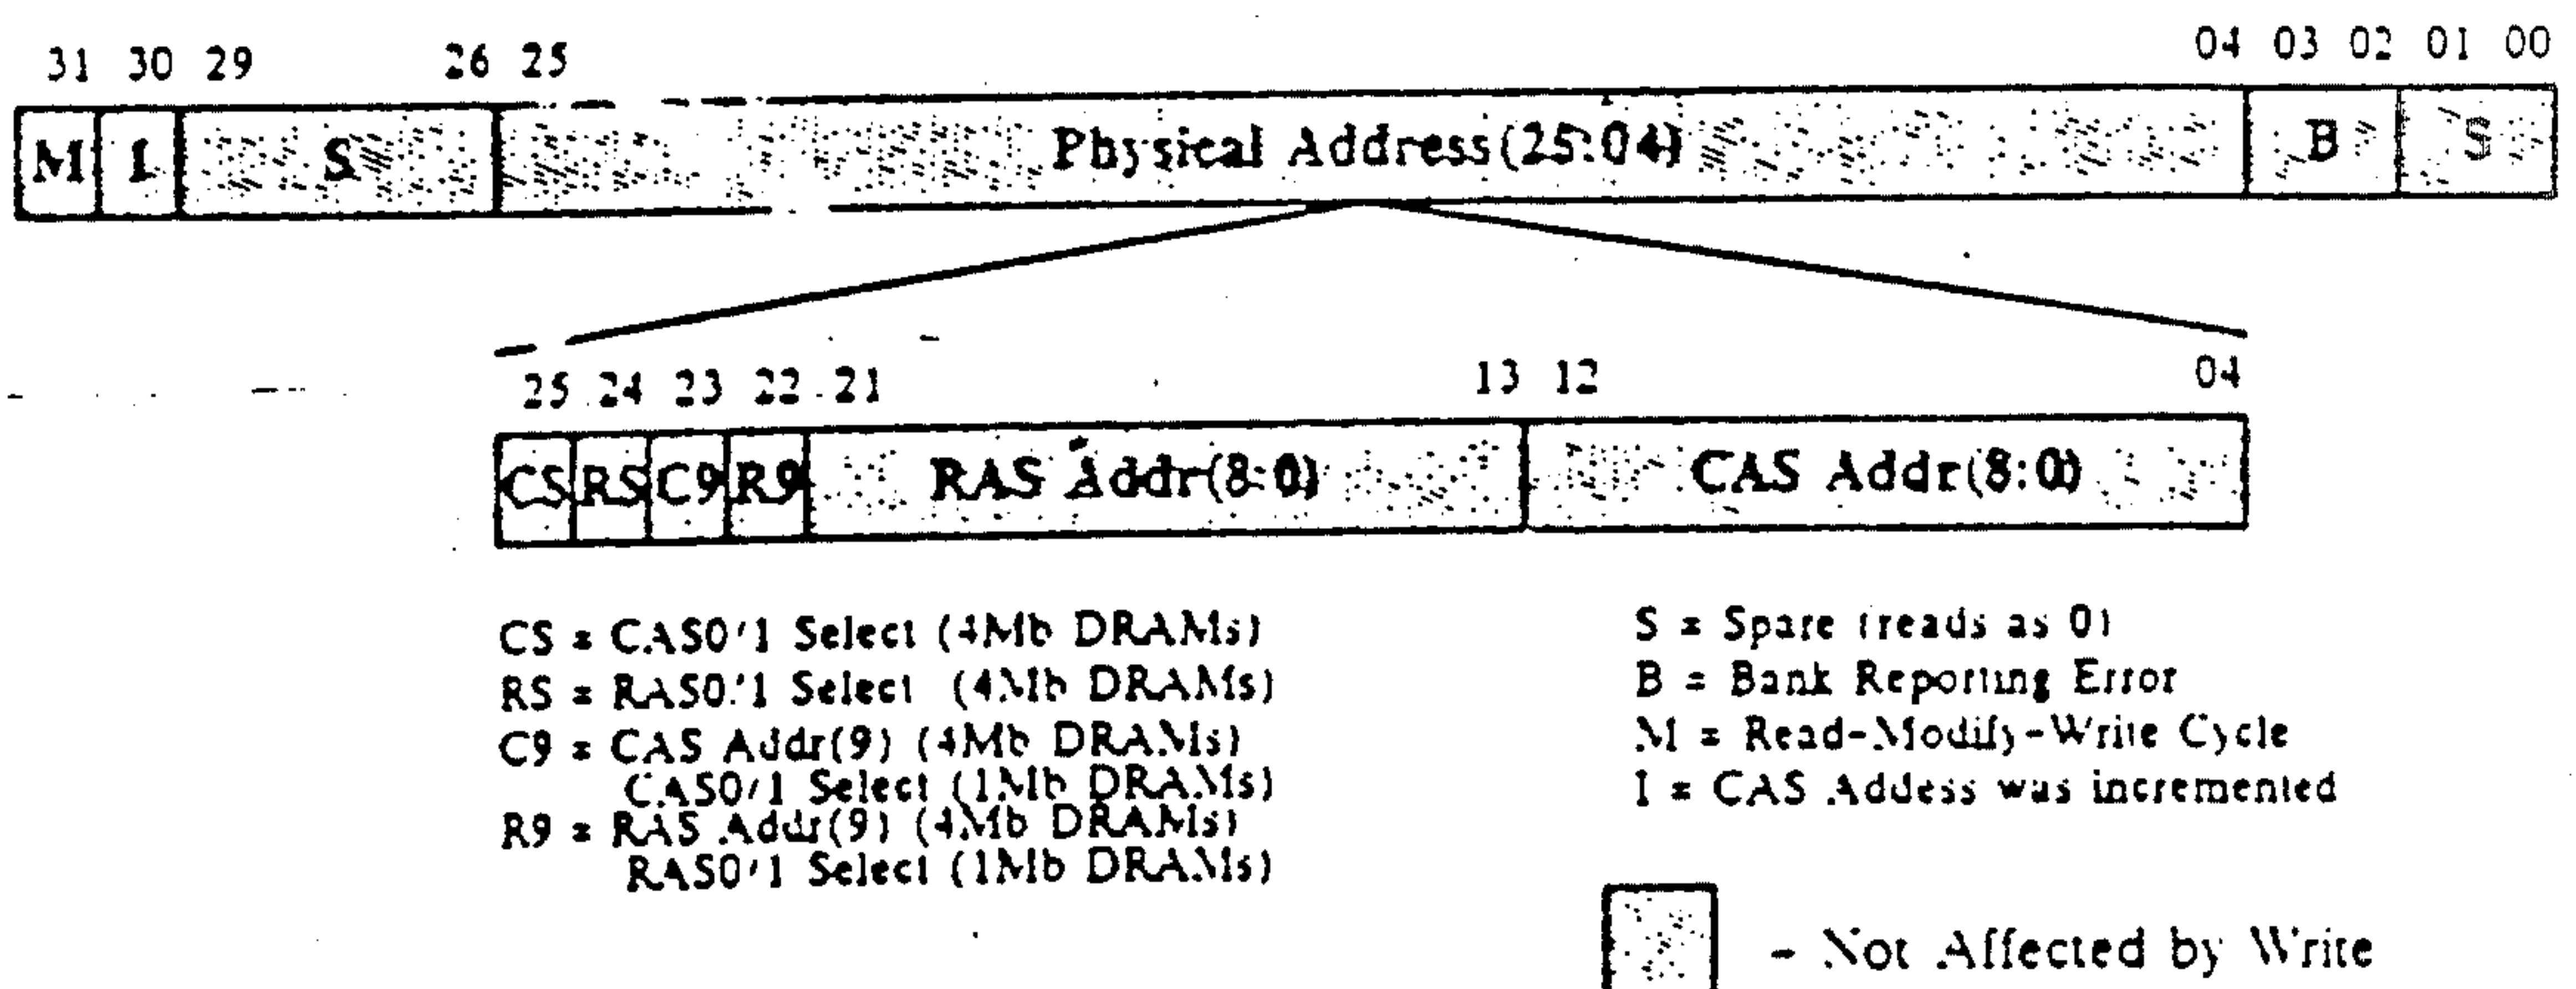 31 30 29 26 25 04 03 02 01 00
M I S Physical Address(25:04) B S
25 24 23 22 21 13 12 04
CS RS C9 R9 RAS Addr(8:0) CAS Addr(8:0)
CS = CAS0/1 Select (4Mb DRAMs)
RS = RAS0/1 Select (4Mb DRAMs)
C9 = CAS Addr(9) (4Mb DRAMs)
CAS0/1 Select (1Mb DRAMs)
R9 = RAS Addr(9) (4Mb DRAMs)
RAS0/1 Select (1Mb DRAMs)
S = Spare (reads as 0)
B = Bank Reporting Error
M = Read-Modify-Write Cycle
I = CAS Addess was incremented
- Not Affected by Write